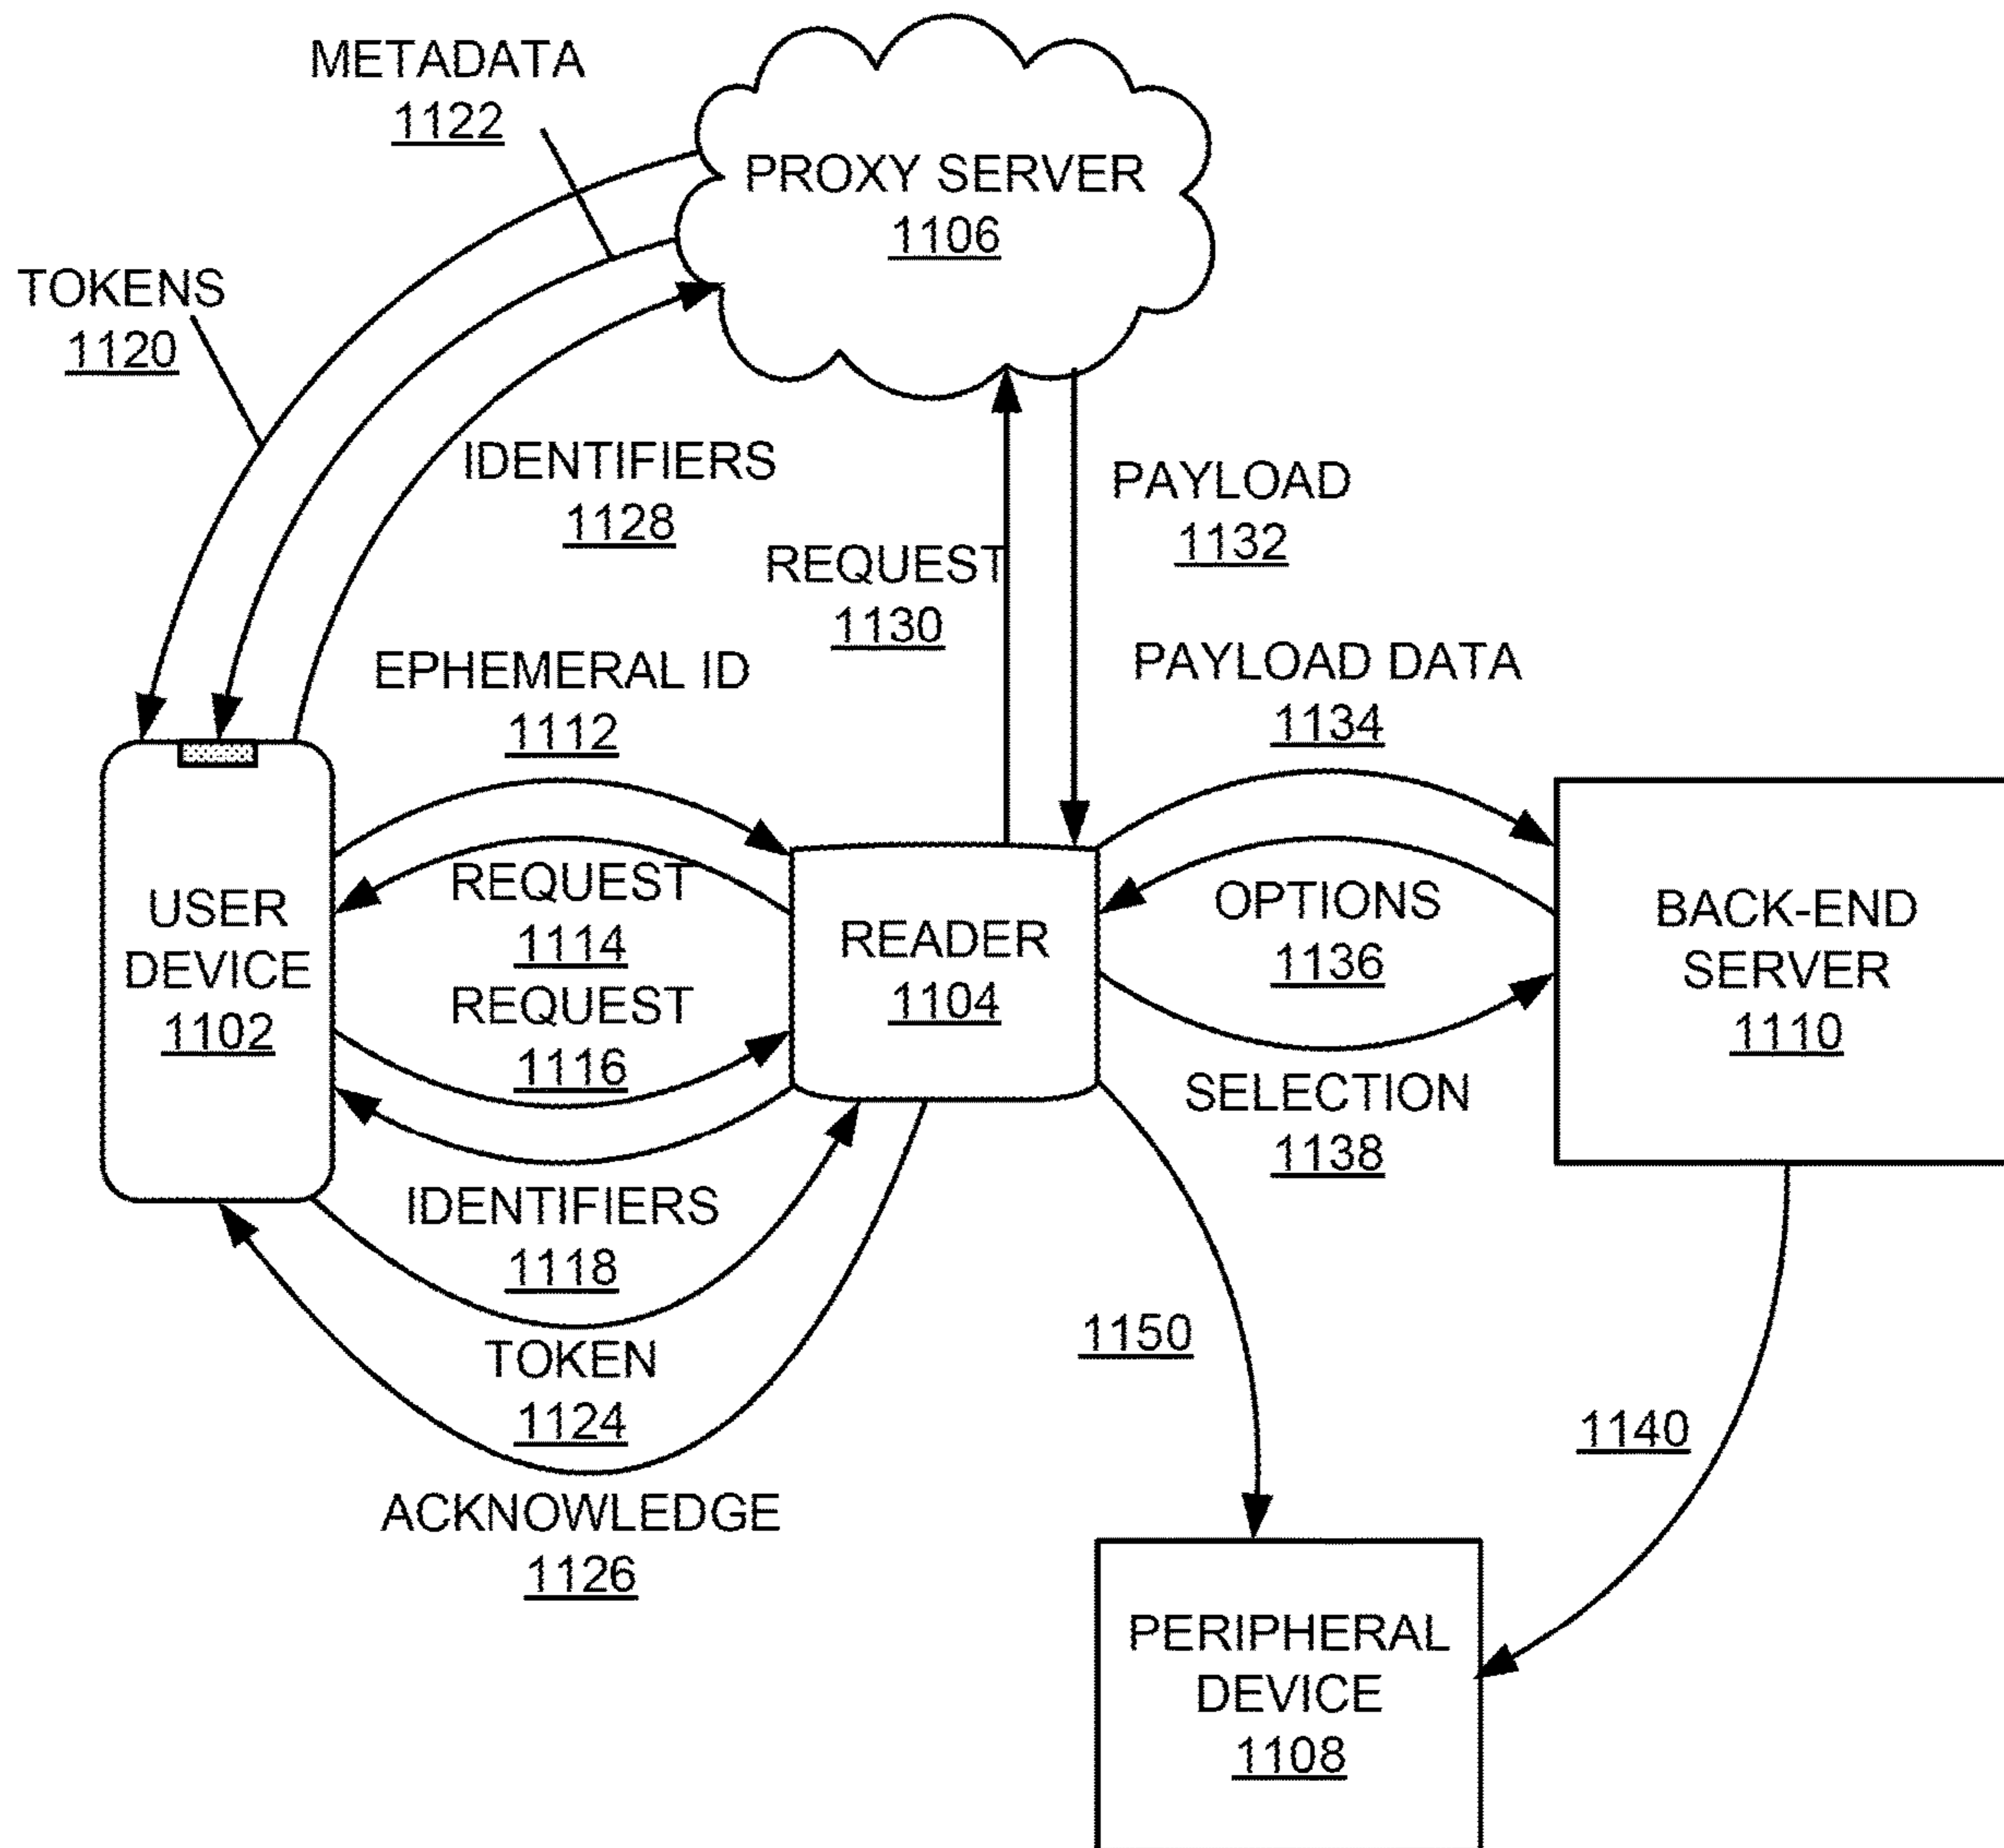 METADATA
1122
PROXY SERVER
1106
TOKENS
1120
IDENTIFIERS
1128
PAYLOAD
1132
REQUEST
1130
EPHEMERAL ID
1112
PAYLOAD DATA
1134
REQUEST
1114
REQUEST
1116
USER
DEVICE
1102
READER
1104
OPTIONS
1136
BACK-END
SERVER
1110
SELECTION
1138
IDENTIFIERS
1118
TOKEN
1124
1150
1140
ACKNOWLEDGE
1126
PERIPHERAL
DEVICE
1108